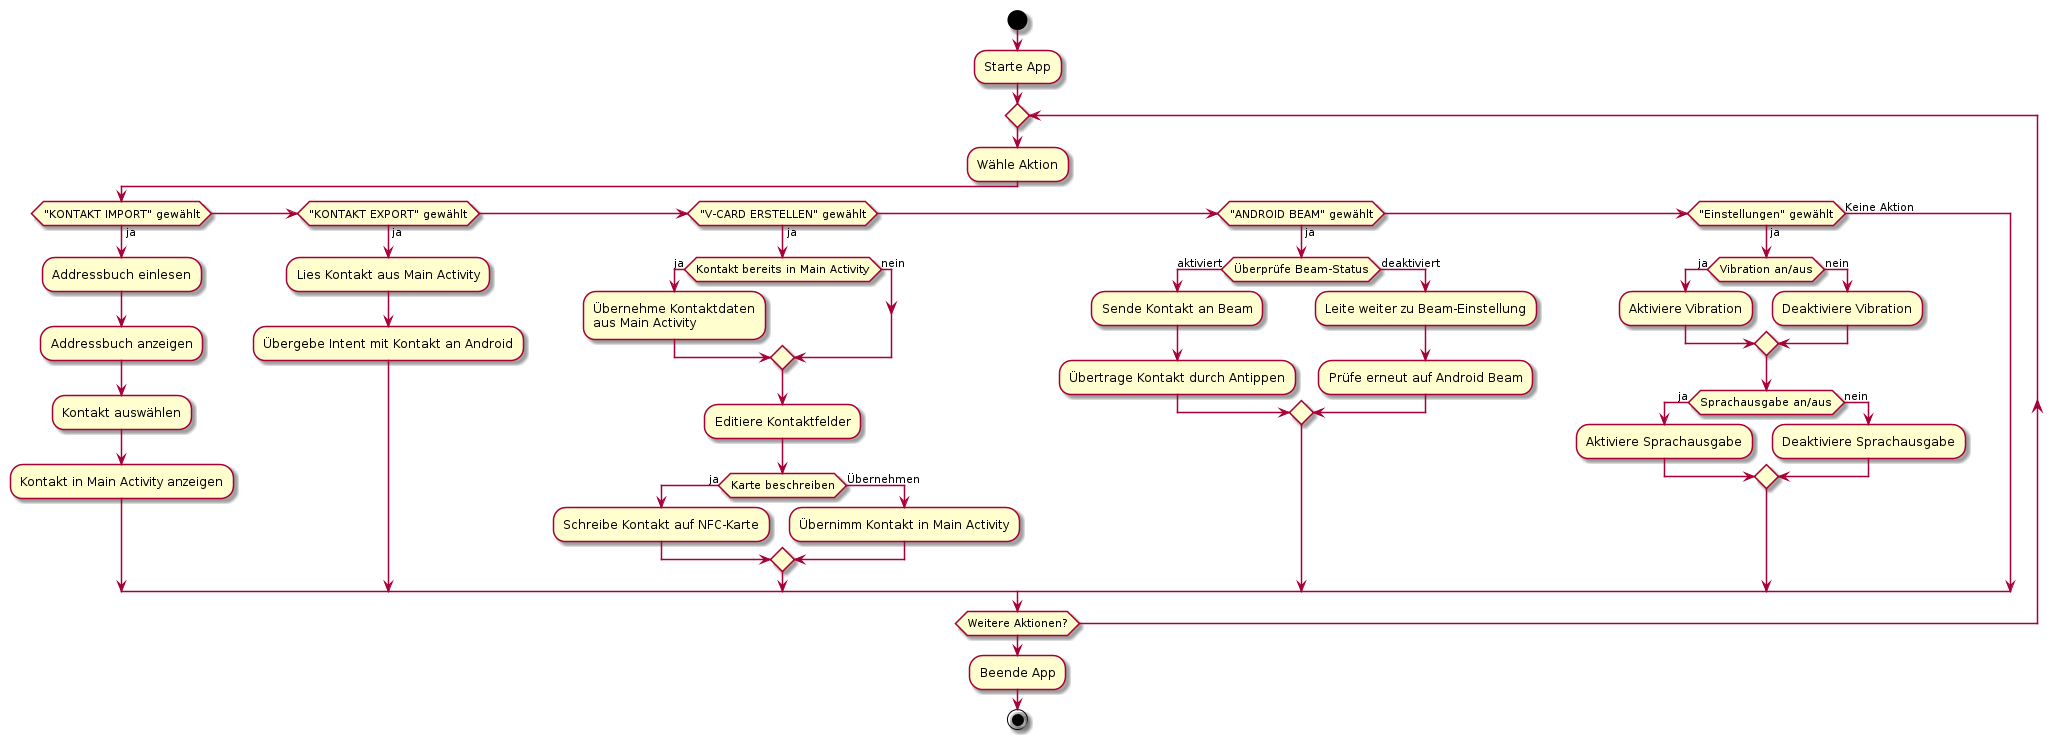 Starte App
Wähle Aktion
"KONTAKT IMPORT" gewählt
ja
Addressbuch einlesen
Addressbuch anzeigen
Kontakt auswählen
Kontakt in Main Activity anzeigen
"KONTAKT EXPORT" gewählt
ja
Lies Kontakt aus Main Activity
Übergebe Intent mit Kontakt an Android
"V-CARD ERSTELLEN" gewählt
ja
Kontakt bereits in Main Activity
ja
nein
Übernehme Kontaktdaten
aus Main Activity
Editiere Kontaktfelder
Karte beschreiben
ja
Übernehmen
Schreibe Kontakt auf NFC-Karte
Übernimm Kontakt in Main Activity
"ANDROID BEAM" gewählt
ja
Überprüfe Beam-Status
aktiviert
deaktiviert
Sende Kontakt an Beam
Übertrage Kontakt durch Antippen
Leite weiter zu Beam-Einstellung
Prüfe erneut auf Android Beam
"Einstellungen" gewählt
Keine Aktion
ja
Vibration an/aus
ja
nein
Aktiviere Vibration
Deaktiviere Vibration
Sprachausgabe an/aus
ja
nein
Aktiviere Sprachausgabe
Deaktiviere Sprachausgabe
Weitere Aktionen?
Beende App